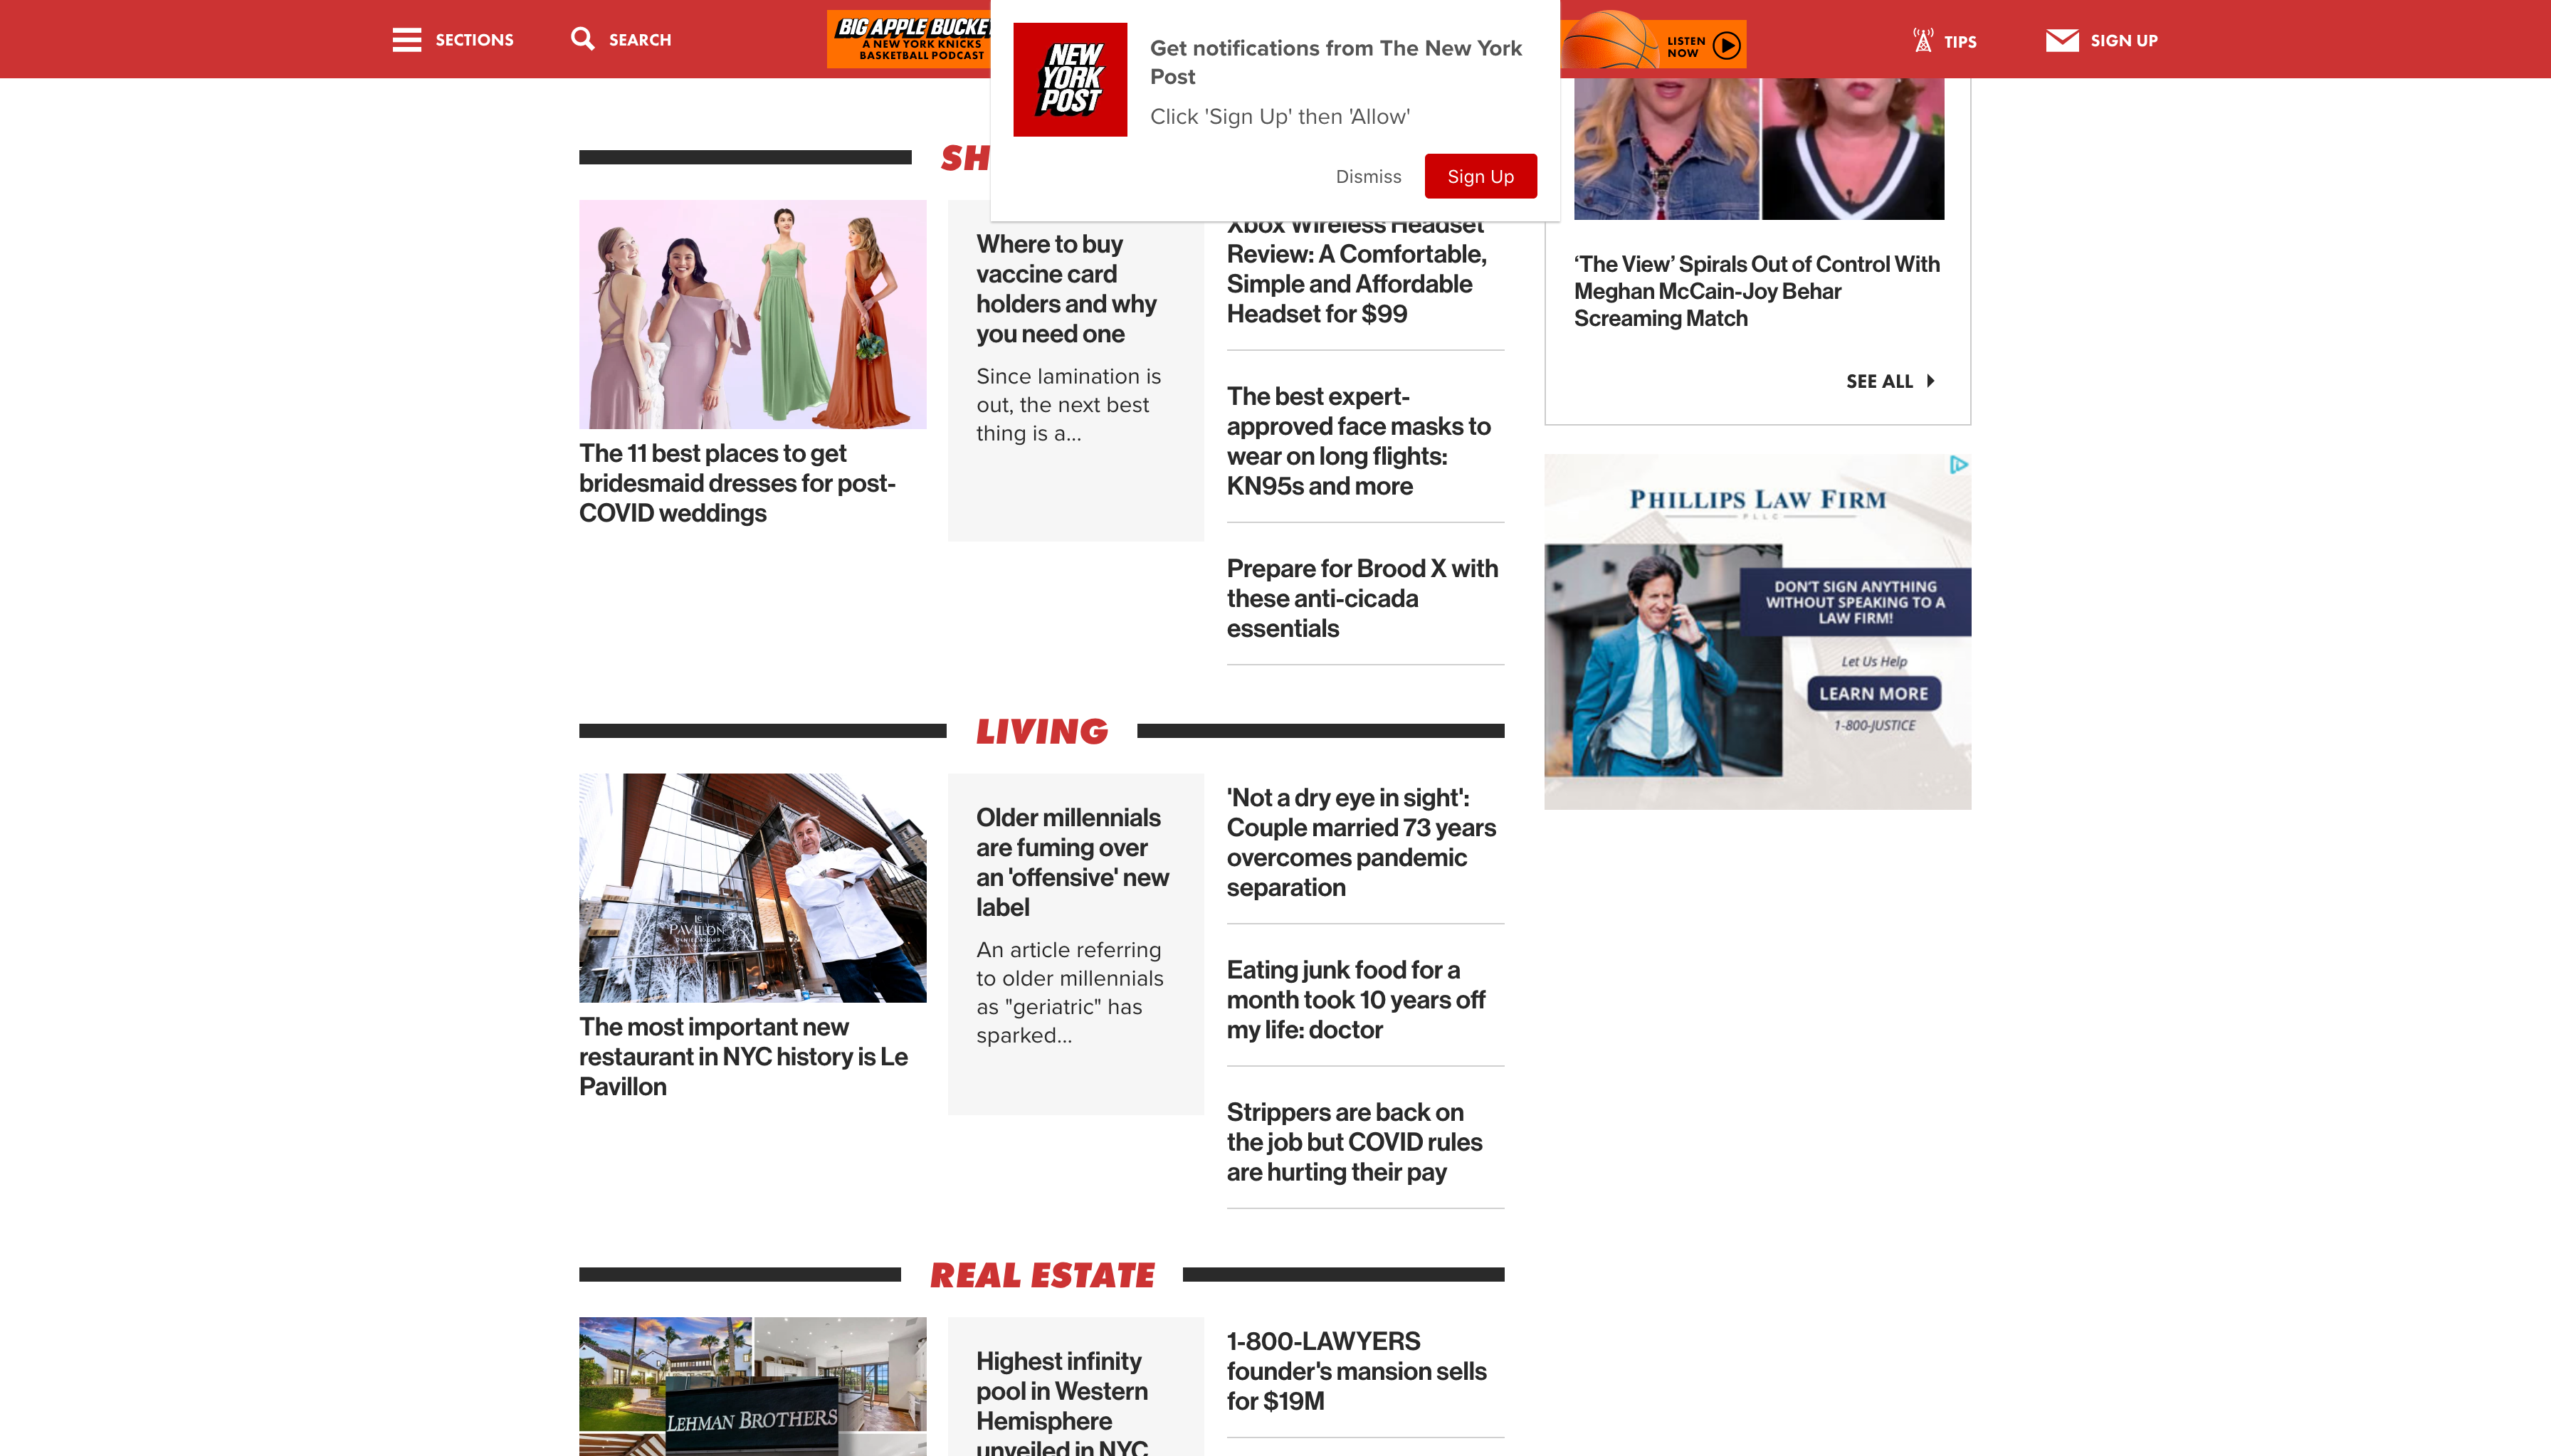 SECTIONS
SEARCH
BIG APPLE
A NEW YORK KNICKS
BASKETBALL PODCAST
NEW
YORK
POST
Get notifications from The New York
Post
Click 'Sign Up' then 'Allow'
Dismiss
Sign Up
LISTEN
NOW
TIPS
SIGN UP
The 11 best places to get
bridesmaid dresses for post-
COVID weddings
Where to buy
vaccine card
holders and why
you need one
Since lamination is
out, the next best
thing is a...
Xbox Wireless Headset
Review: A Comfortable,
Simple and Affordable
Headset for $99
The best expert-
approved face masks to
wear on long flights:
KN95s and more
Prepare for Brood X with
these anti-cicada
essentials
‘The View’ Spirals Out of Control With
Meghan McCain-Joy Behar
Screaming Match
SEE ALL
PHILLIPS LAW FIRM
PLLC
DON'T SIGN ANYTHING
WITHOUT SPEAKING TO A
LAW FIRM!
Let Us Help
LEARN MORE
1-800-JUSTICE
LIVING
LE
PAVILLON
The most important new
restaurant in NYC history is Le
Pavillon
Older millennials
are fuming over
an 'offensive' new
label
An article referring
to older millennials
as "geriatric" has
sparked...
'Not a dry eye in sight':
Couple married 73 years
overcomes pandemic
separation
Eating junk food for a
month took 10 years off
my life: doctor
Strippers are back on
the job but COVID rules
are hurting their pay
REAL ESTATE
LEHMAN BROTHERS
Highest infinity
pool in Western
Hemisphere
unveiled in NYC
1-800-LAWYERS
founder's mansion sells
for $19M